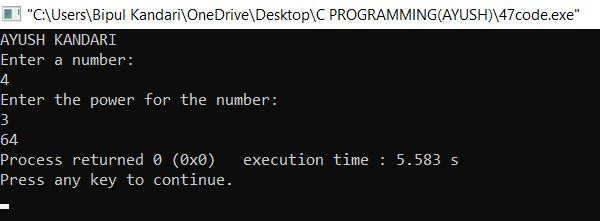 "C:\Users\Bipul Kandari\OneDrive\Desktop\C PROGRAMMING(AYUSH)\47code.exe"
AYUSH KANDARI
Enter a number:
4
Enter the power for the number:
3
64
Process returned 0 (0x0)   execution time : 5.583 s
Press any key to continue.